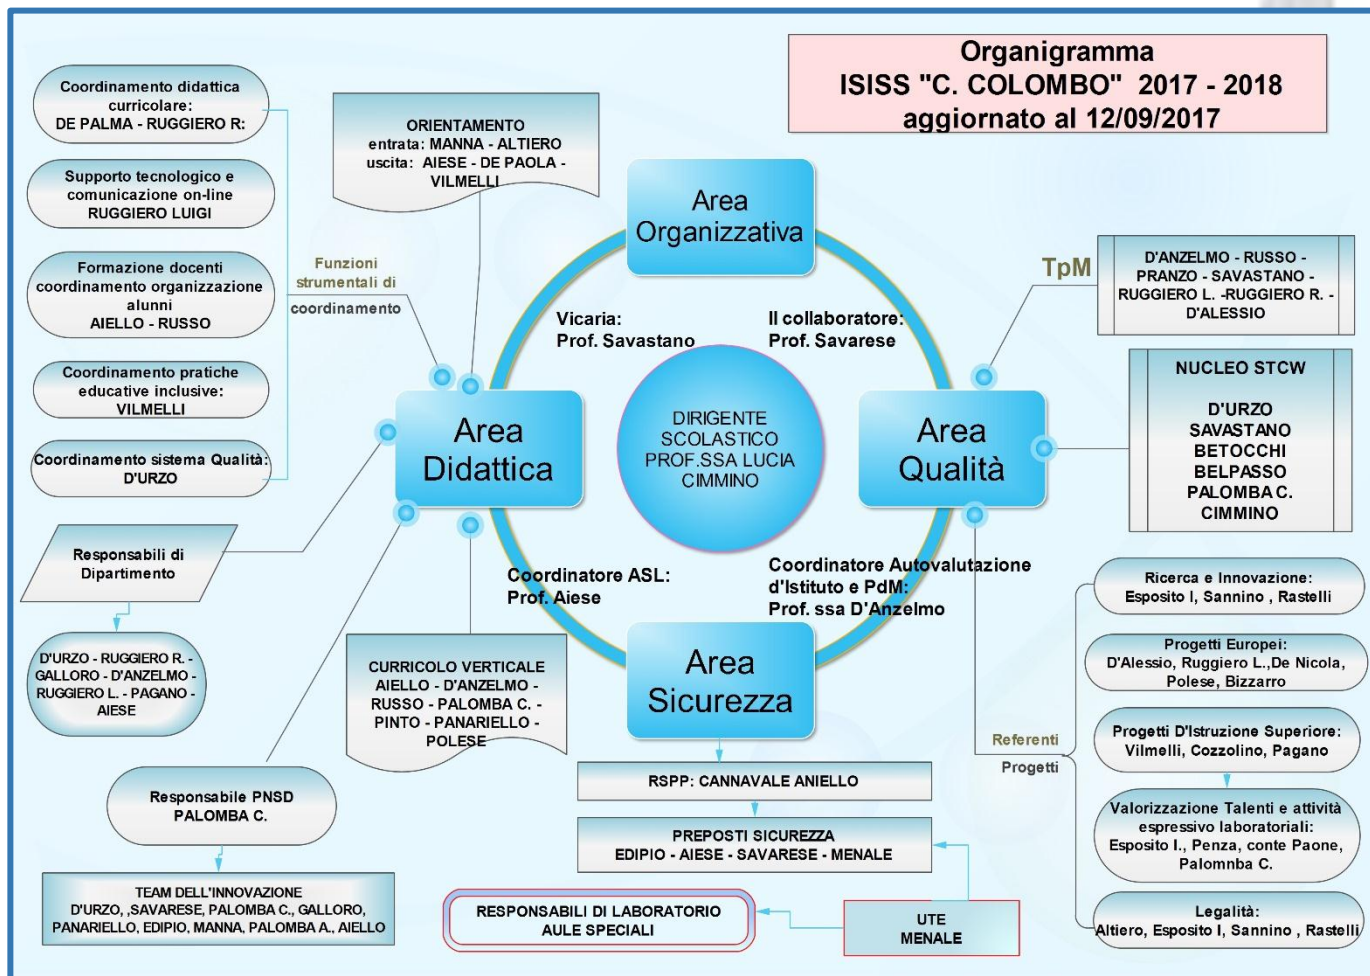 Organigramma
ISISS "C. COLOMBO" 2017 - 2018
aggiornato al 12/09/2017
Coordinamento didattica
curricolare:
DE PALMA - RUGGIERO R:
Supporto tecnologico e
comunicazione on-line
RUGGIERO LUIGI
Formazione docenti
coordinamento organizzazione
alunni
AIELLO - RUSSO
Coordinamento pratiche
educative inclusive:
VILMELLI
Coordinamento sistema Qualità:
D'URZO
Funzioni
strumentali di
coordinamento
ORIENTAMENTO
entrata: MANNA - ALTIERO
uscita: AIESE - DE PAOLA -
VILMELLI
Area
Organizzativa
Vicaria:
Prof. Savastano
II collaboratore:
Prof. Savarese
DIRIGENTE
SCOLASTICO
PROF.SSA LUCIA
CIMMINO
Area
Didattica
Area
Qualità
TpM
D'ANZELMO - RUSSO -
PRANZO - SAVASTANO -
RUGGIERO L. -RUGGIERO R. -
D'ALESSIO
NUCLEO STCW
D'URZO
SAVASTANO
BETOCCHI
BELPASSO
PALOMBA C.
CIMMINO
Coordinatore ASL:
Prof. Aiese
Coordinatore Autovalutazione
d'Istituto e PdM:
Prof. ssa D'Anzelmo
Responsabili di
Dipartimento
D'URZO - RUGGIERO R. -
GALLORO - D'ANZELMO -
RUGGIERO L. - PAGANO -
AIESE
CURRICOLO VERTICALE
AIELLO - D'ANZELMO -
RUSSO - PALOMBA C. -
PINTO - PANARIELLO -
POLESE
Area
Sicurezza
Responsabile PNSD
PALOMBA C.
TEAM DELL'INNOVAZIONE
D'URZO, ,SAVARESE, PALOMBA C., GALLORO,
PANARIELLO, EDIPIO, MANNA, PALOMBA A., AIELLO
RSPP: CANNAVALE ANIELLO
PREPOSTI SICUREZZA
EDIPIO - AIESE - SAVARESE - MENALE
RESPONSABILI DI LABORATORIO
AULE SPECIALI
UTE
MENALE
Referenti
Progetti
Ricerca e Innovazione:
Esposito I, Sannino , Rastelli
Progetti Europei:
D'Alessio, Ruggiero L.,De Nicola,
Polese, Bizzarro
Progetti D'Istruzione Superiore:
Vilmelli, Cozzolino, Pagano
Valorizzazione Talenti e attività
espressivo laboratoriali:
Esposito I., Penza, conte Paone,
Palomnba C.
Legalità:
Altiero, Esposito I, Sannino , Rastelli